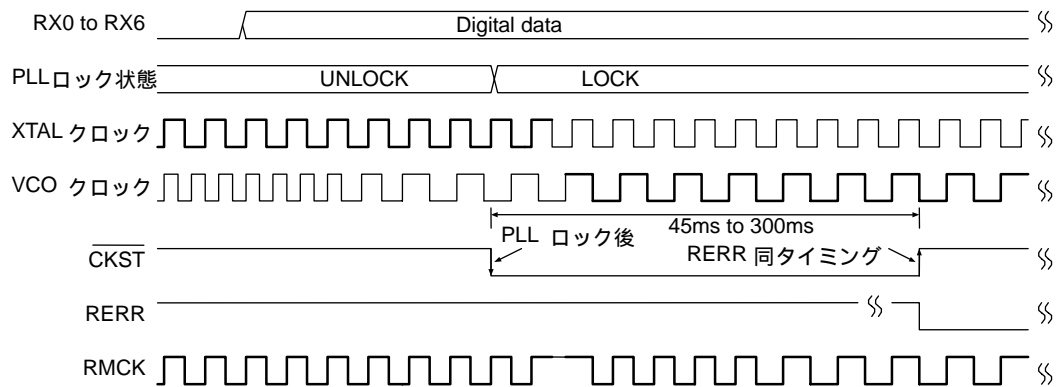 RX0 to RX6 Digital data
PLLロック状態 UNLOCK LOCK
XTAL クロック
VCO クロック
45ms to 300ms
PLL ロック後
RERR 同タイミング
CKST
RERR
RMCK